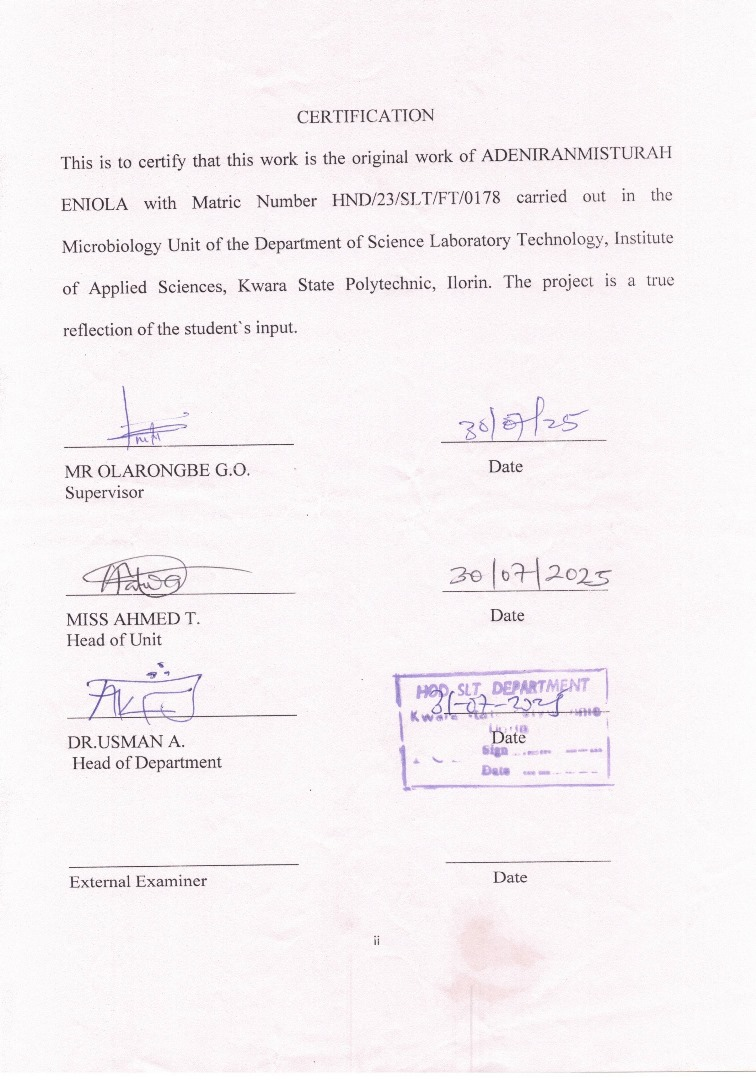 CERTIFICATION
This is to certify that this work is the original work of ADENIRANMISTURAH
ENIOLA with Matric Number HND/23/SLT/FT/0178 carried out in the
Microbiology Unit of the Department of Science Laboratory Technology, Institute
of Applied Sciences, Kwara State Polytechnic, Ilorin. The project is a true
reflection of the student`s input.
30/07/25
MR OLARONGBE G.O. Date
Supervisor
30/07/2025
MISS AHMED T. Date
Head of Unit
HOD SLT DEPARTMENT
31-07-2025
Kwara
DR.USMAN A. Date
Head of Department
Sign
Date
External Examiner Date
ii